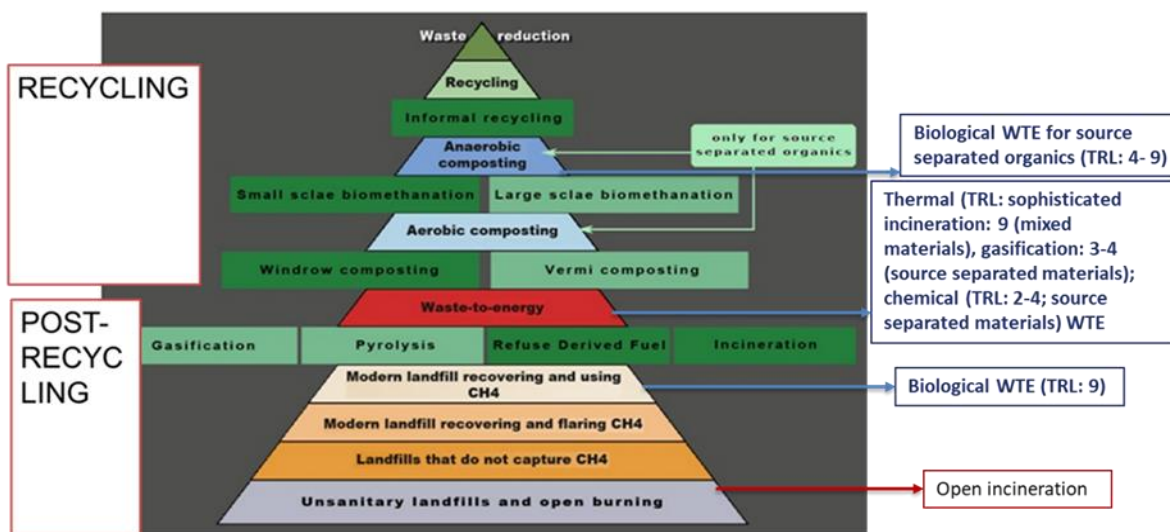 Waste reduction
RECYCLING
Recycling
Informal recycling
only for source
separated organics
Anaerobic
composting
Biological WTE for source
separated organics (TRL: 4- 9)
Small sclae biomethanation
Large sclae biomethanation
Aerobic composting
Windrow composting
Vermi composting
Thermal (TRL: sophisticated
incineration: 9 (mixed
materials), gasification: 3-4
(source separated materials);
chemical (TRL: 2-4; source
separated materials) WTE
POST-
RECYC
LING
Waste-to-energy
Gasification
Pyrolysis
Refuse Derived Fuel
Incineration
Modern landfill recovering and using
CH4
Biological WTE (TRL: 9)
Modern landfill recovering and flaring CH4
Landfills that do not capture CH4
Unsanitary landfills and open burning
Open incineration